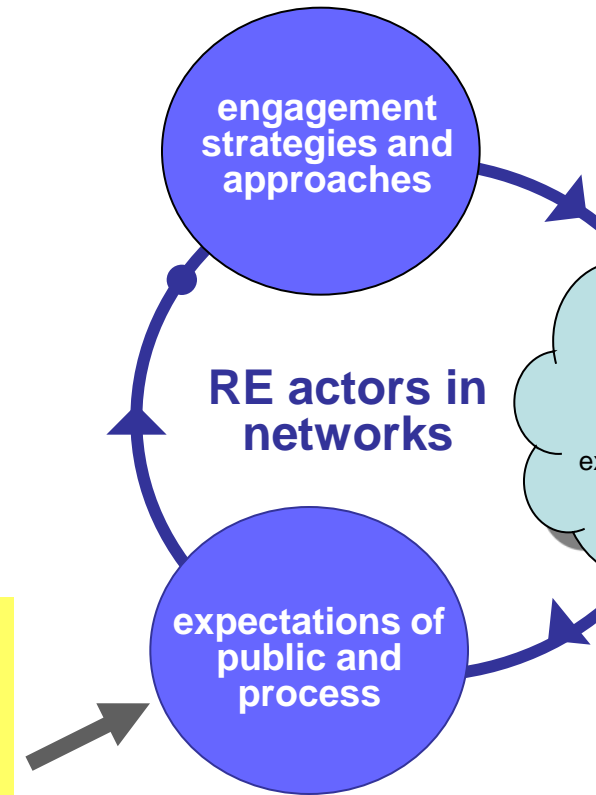 engagement
strategies and
approaches
RE actors in
networks
expectations of
public and
process